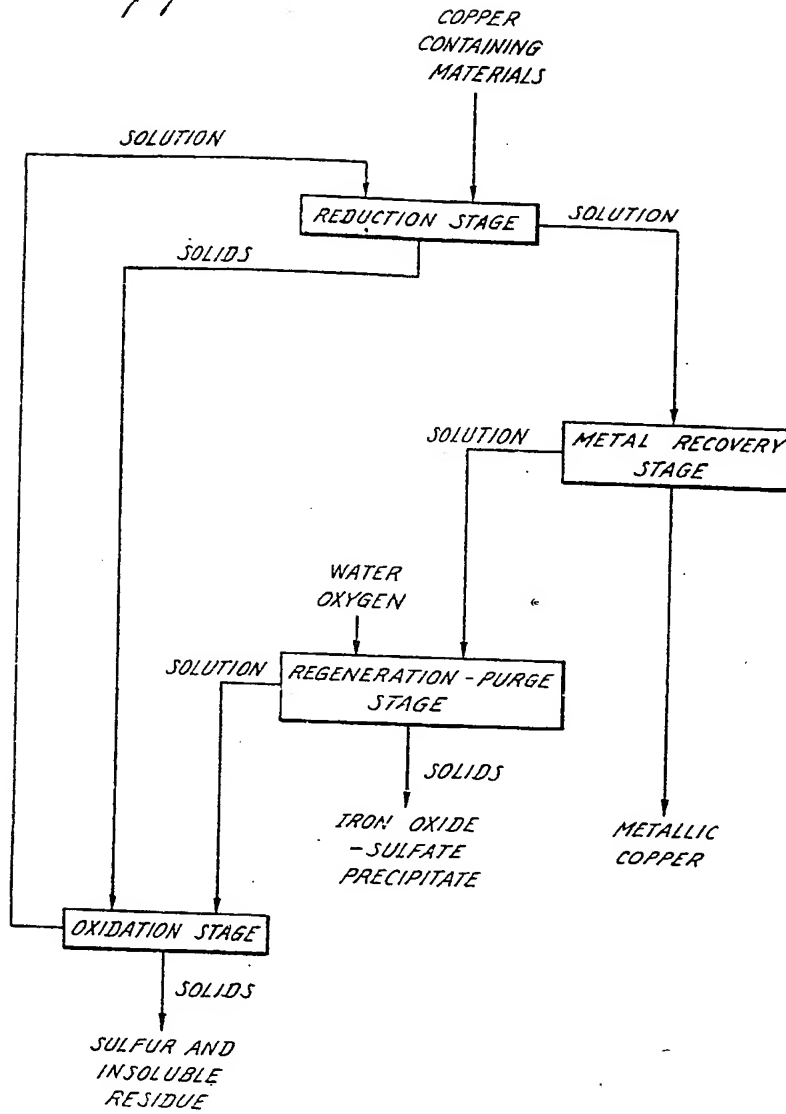 COPPER
CONTAINING
MATERIALS
SOLUTION
REDUCTION STAGE
SOLUTION
SOLIDS
SOLUTION
METAL RECOVERY
STAGE
WATER
OXYGEN
SOLUTION
REGENERATION - PURGE
STAGE
SOLIDS
IRON OXIDE
- SULFATE
PRECIPITATE
METALLIC
COPPER
OXIDATION STAGE
SOLIDS
SULFUR AND
INSOLUBLE
RESIDUE